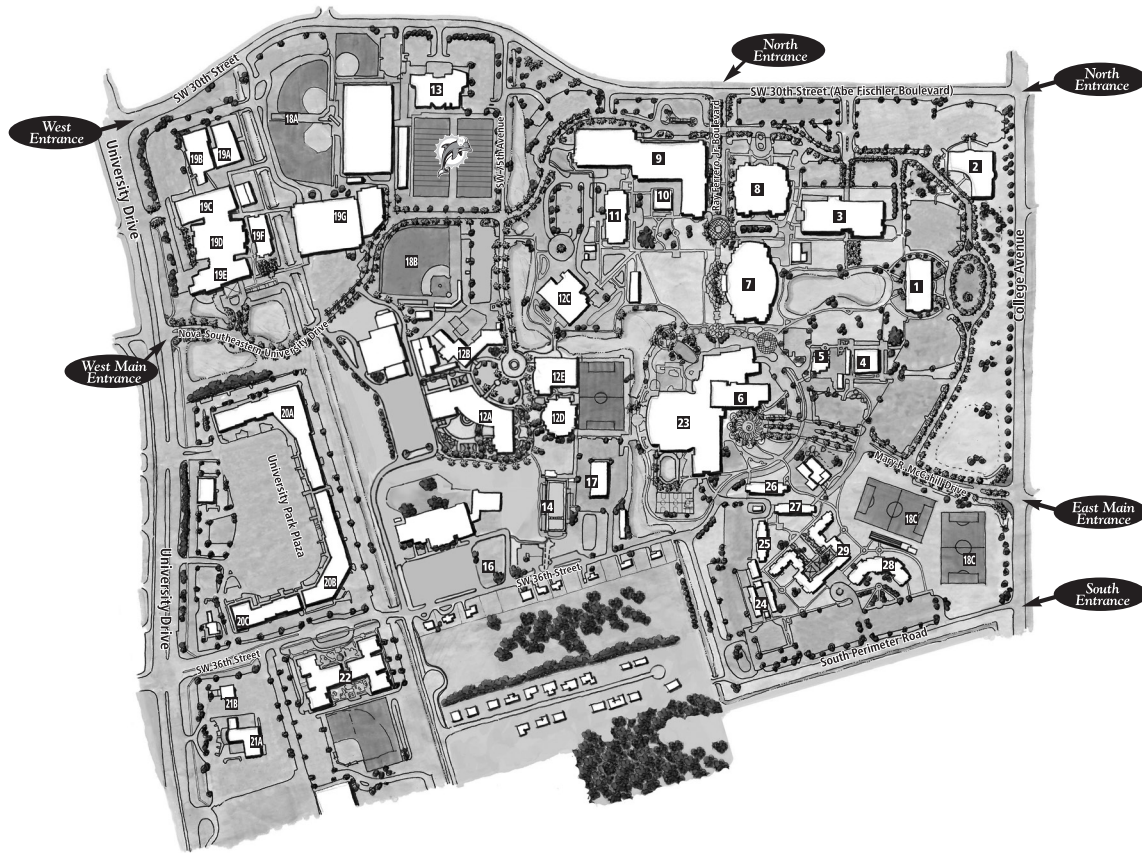 North
Entrance
SW 30th Street
SW 30th Street (Abe Fischler Boulevard)
North
Entrance
West
Entrance
13
18A
19B
19A
SW 75th Avenue
Ray Ferrero Jr. Boulevard
9
8
2
University Drive
19C
19G
10
11
3
19F
19D
18B
19E
7
1
12C
College Avenue
Nova Southeastern University Drive
West Main
Entrance
12B
5
4
12E
6
20A
12A
12D
23
University Park Plaza
Mary R. McCahill Drive
17
26
14
27
18C
East Main
Entrance
25
29
18C
University Drive
16
SW 36th Street
28
20B
24
20C
South
Entrance
South Perimeter Road
SW 36th Street
22
21B
21A